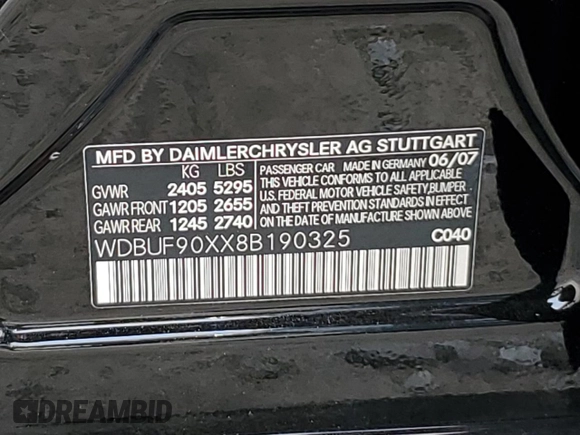 MFD BY DAIMLERCHRYSLER AG STUTTGART
KG LBS
GVWR 2405 5295
GAWR FRONT 1205 2655
GAWR REAR 1245 2740
PASSENGER CAR MADE IN GERMANY 06/07
THIS VEHICLE CONFORMS TO ALL APPLICABLE
U.S. FEDERAL MOTOR VEHICLE SAFETY, BUMPER
AND THEFT PREVENTION STANDARDS IN EFFECT
ON THE DATE OF MANUFACTURE SHOWN ABOVE
WDBUF90XX8B190325 C040
DREAMBID